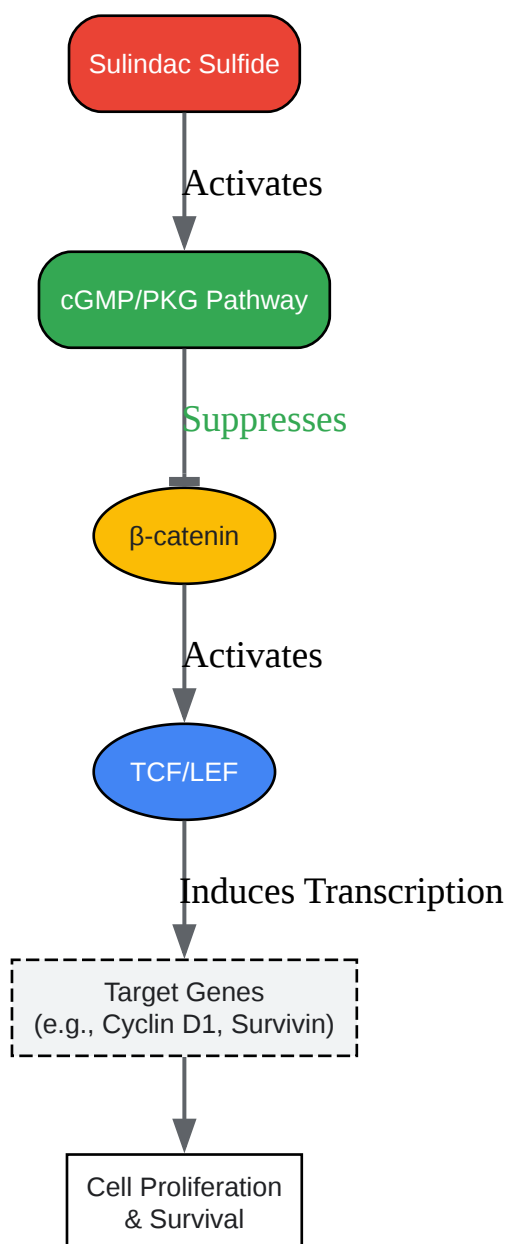 Sulindac Sulfide
Activates
cGMP/PKG Pathway
Suppresses
β-catenin
Activates
TCF/LEF
Induces Transcription
Target Genes
(e.g., Cyclin D1, Survivin)
Cell Proliferation
& Survival